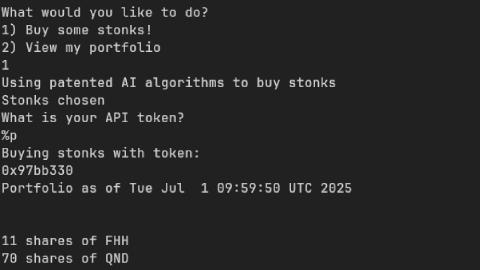 What would you like to do?
1) Buy some stonks!
2) View my portfolio
1
Using patented AI algorithms to buy stonks
Stonks chosen
What is your API token?
%p
Buying stonks with token:
0x97bb330
Portfolio as of Tue Jul  1 09:59:50 UTC 2025
11 shares of FHH
70 shares of QND